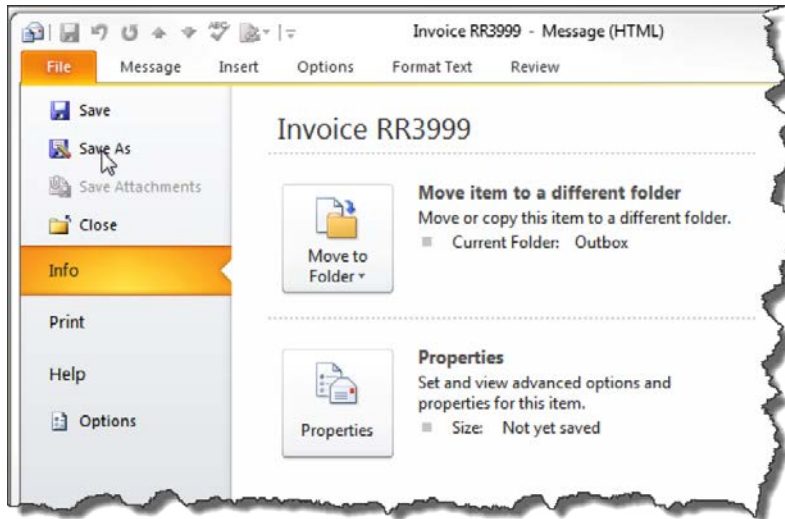 ABC
Invoice RR3999 - Message (HTML)
File Message Insert Options Format Text Review
Save
Save As
Save Attachments
Close
Info
Print
Help
Options
Invoice RR3999
Move to
Folder
Move item to a different folder
Move or copy this item to a different folder.
Current Folder: Outbox
Properties
Properties
Set and view advanced options and
properties for this item.
Size: Not yet saved